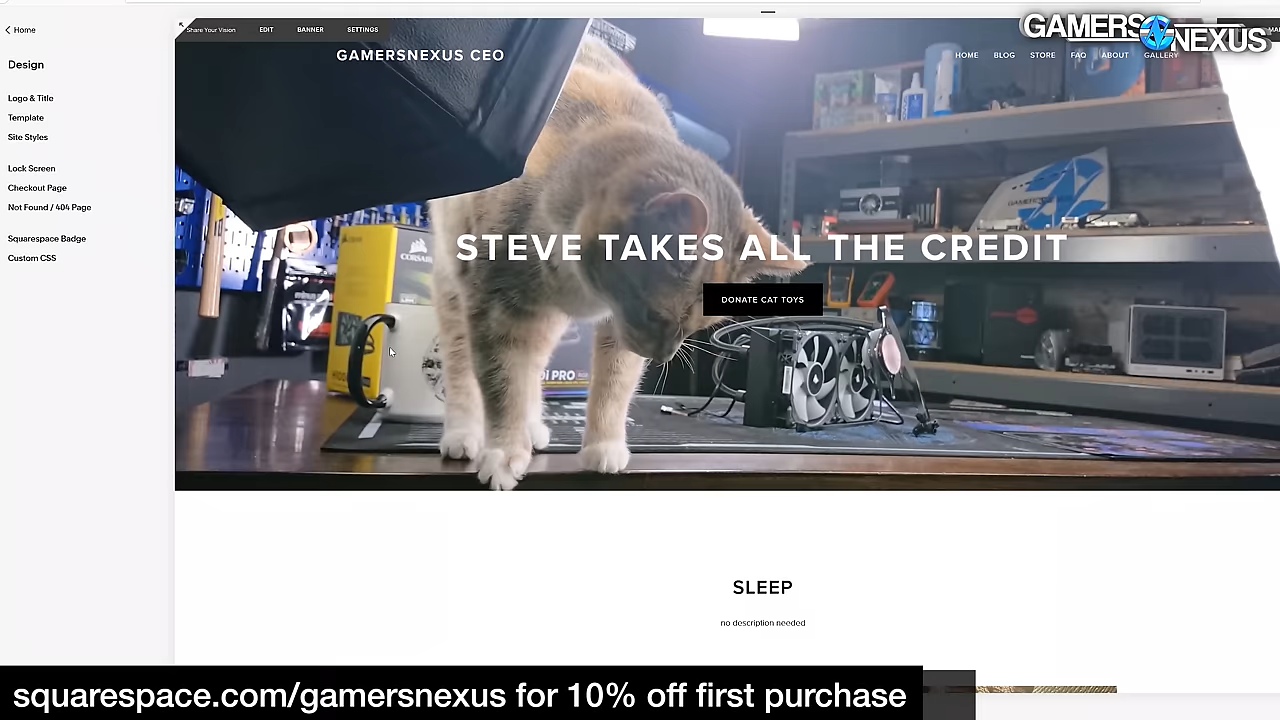 Home
Share Your Vision
EDIT
BANNER
SETTINGS
GAMERS NEXUS
Design
GAMERSNEXUS CEO
HOME
BLOG
STORE
FAQ
ABOUT
GALLERY
Logo & Title
Template
Site Styles
Lock Screen
Checkout Page
Not Found / 404 Page
Squarespace Badge
Custom CSS
CORSAIR
STEVE TAKES ALL THE CREDIT
DONATE CAT TOYS
PRO
SLEEP
no description needed
squarespace.com/gamersnexus for 10% off first purchase